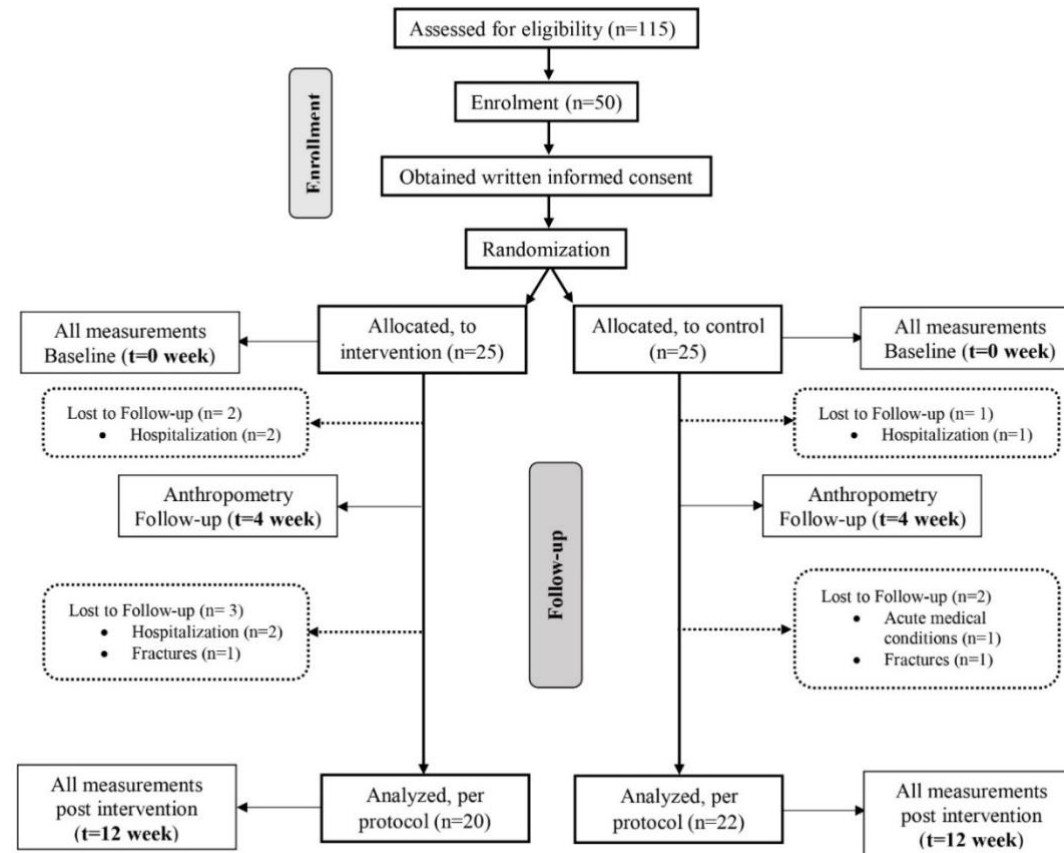 Assessed for eligibility (n=115)
Enrollment
Enrolment (n=50)
Obtained written informed consent
Randomization
All measurements
Baseline (t=0 week)
Allocated, to
intervention (n=25)
Allocated, to control
(n=25)
All measurements
Baseline (t=0 week)
Lost to Follow-up (n= 2)
• Hospitalization (n=2)
Lost to Follow-up (n= 1)
• Hospitalization (n=1)
Anthropometry
Follow-up (t=4 week)
Follow-up
Anthropometry
Follow-up (t=4 week)
Lost to Follow-up (n= 3)
• Hospitalization (n=2)
• Fractures (n=1)
Lost to Follow-up (n=2)
• Acute medical
conditions (n=1)
• Fractures (n=1)
All measurements
post intervention
(t=12 week)
Analyzed, per
protocol (n=20)
Analyzed, per
protocol (n=22)
All measurements
post intervention
(t=12 week)